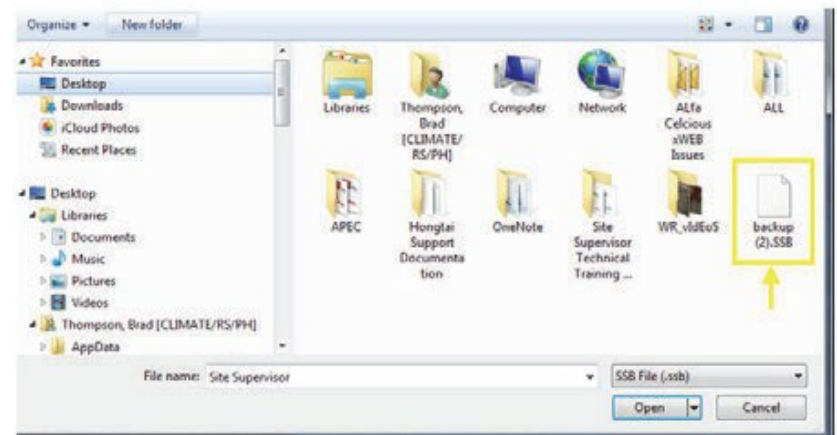 Organize
New folder
Favorites
Desktop
Downloads
iCloud Photos
Recent Places
Desktop
Libraries
Documents
Music
Pictures
Videos
Thompson, Brad [CLIMATE/RS/PH]
AppData
Libraries
Thompson,
Brad
[CLIMATE/
RS/PH]
Computer
Network
ALfa
Celcious
xWEB
Issues
ALL
APEC
Hongtai
Support
Documenta
tion
OneNote
Site
Supervisor
Technical
Training ...
WR_vldEoS
backup
(2).SSB
File name: Site Supervisor
SSB File (.ssb)
Open
Cancel